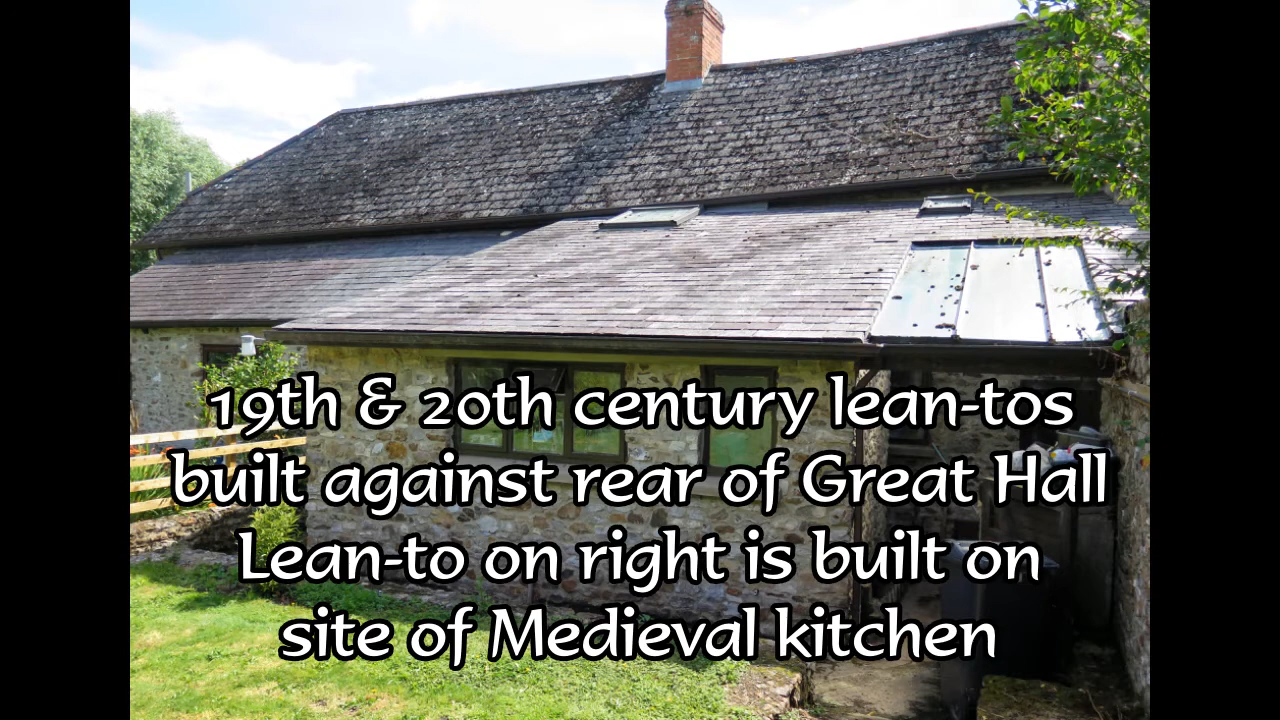 19th & 20th century lean-tos
built against rear of Great Hall
Lean-to on right is built on
site of Medieval kitchen